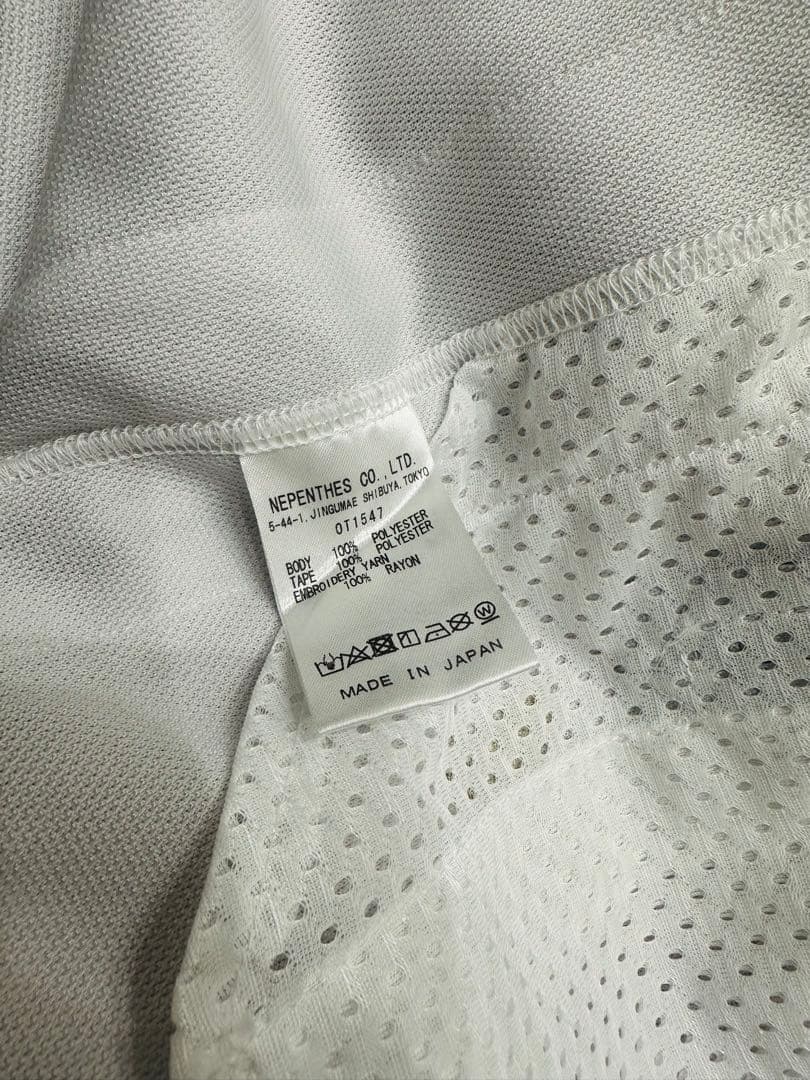 NEPENTHES CO.,LTD.
5-44-1, JINGUMAE SHIBUYA, TOKYO
OT1547
BODY 100% POLYESTER
TAPE 100% POLYESTER
EMBROIDERY YARN
100% RAYON
MADE IN JAPAN